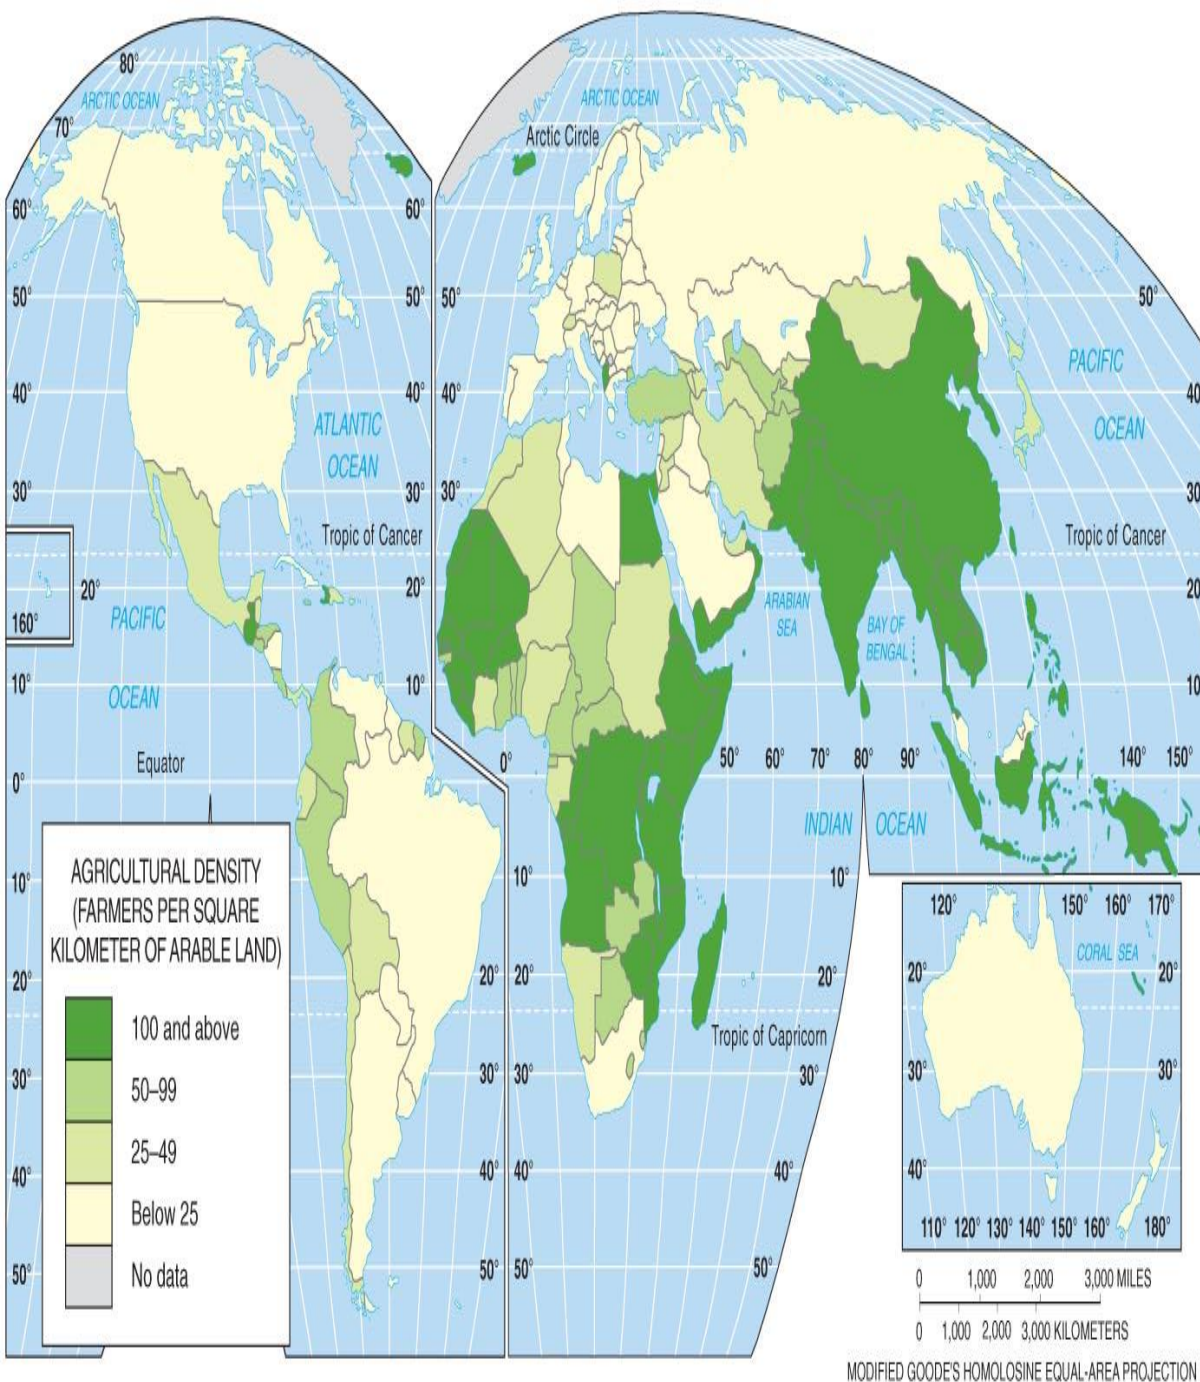 80°
ARCTIC OCEAN
70°
60°
60°
50°
50°
40°
40°
ATLANTIC
OCEAN
30°
30°
Tropic of Cancer
20°
20°
160°
PACIFIC
OCEAN
10°
10°
Equator
0°
10°
20°
20°
30°
30°
40°
40°
50°
50°
ARCTIC OCEAN
Arctic Circle
50°
50°
40°
40
PACIFIC
OCEAN
30°
30
Tropic of Cancer
20
ARABIAN
SEA
BAY OF
BENGAL
10
0°
50°
60°
70°
80°
90°
140°
150°
INDIAN
OCEAN
10°
10°
20°
20°
Tropic of Capricorn
30°
30°
40°
40°
50°
50°
120°
150°
160°
170°
CORAL SEA
20°
20°
30°
30°
40°
110°
120°
130°
140°
150°
160°
180°
AGRICULTURAL DENSITY
(FARMERS PER SQUARE
KILOMETER OF ARABLE LAND)
100 and above
50–99
25–49
Below 25
No data
0 1,000 2,000 3,000 MILES
0 1,000 2,000 3,000 KILOMETERS
MODIFIED GOODE'S HOMOLOSINE EQUAL-AREA PROJECTION